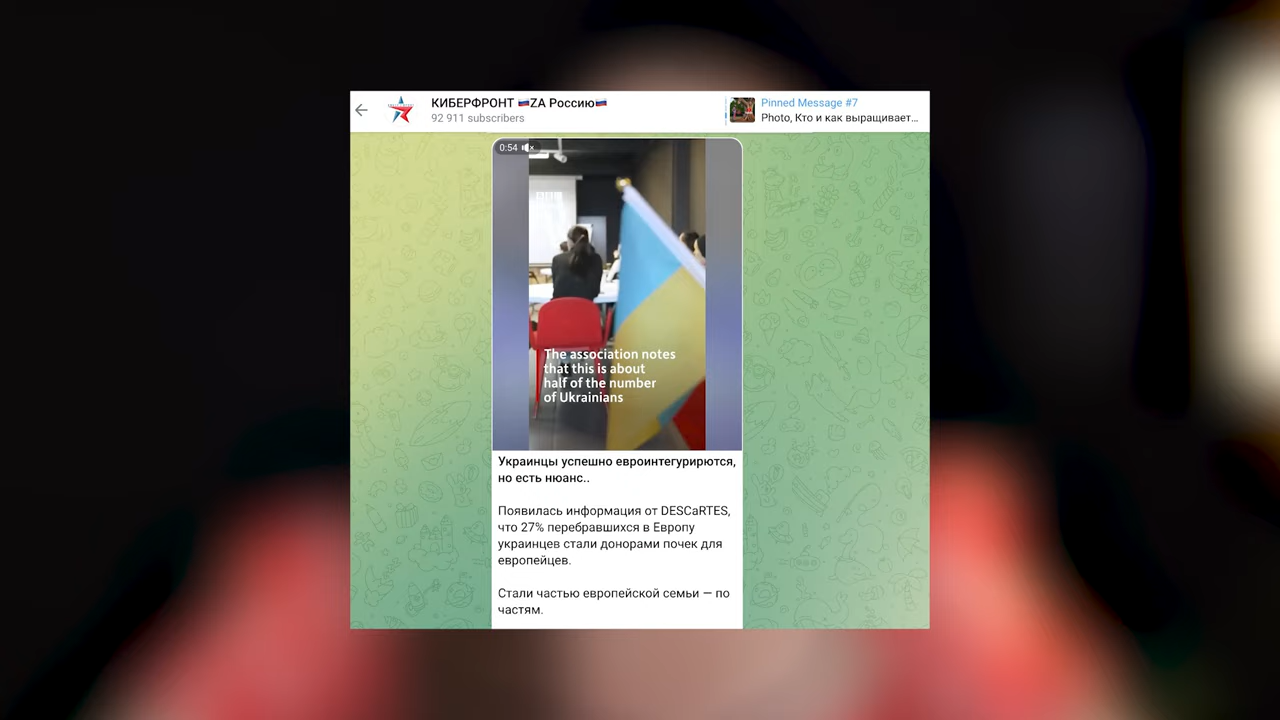 КИБЕРФРОНТ 🇷🇺ZA Россию🇷🇺
92 911 subscribers
Pinned Message #7
Photo, Кто и как выращивает...
0:54
The association notes
that this is about
half of the number
of Ukrainians
Украинцы успешно евроинтегурирются,
но есть нюанс..
Появилась информация от DESCaRTES,
что 27% перебравшихся в Европу
украинцев стали донорами почек для
европейцев.
Стали частью европейской семьи — по
частям.